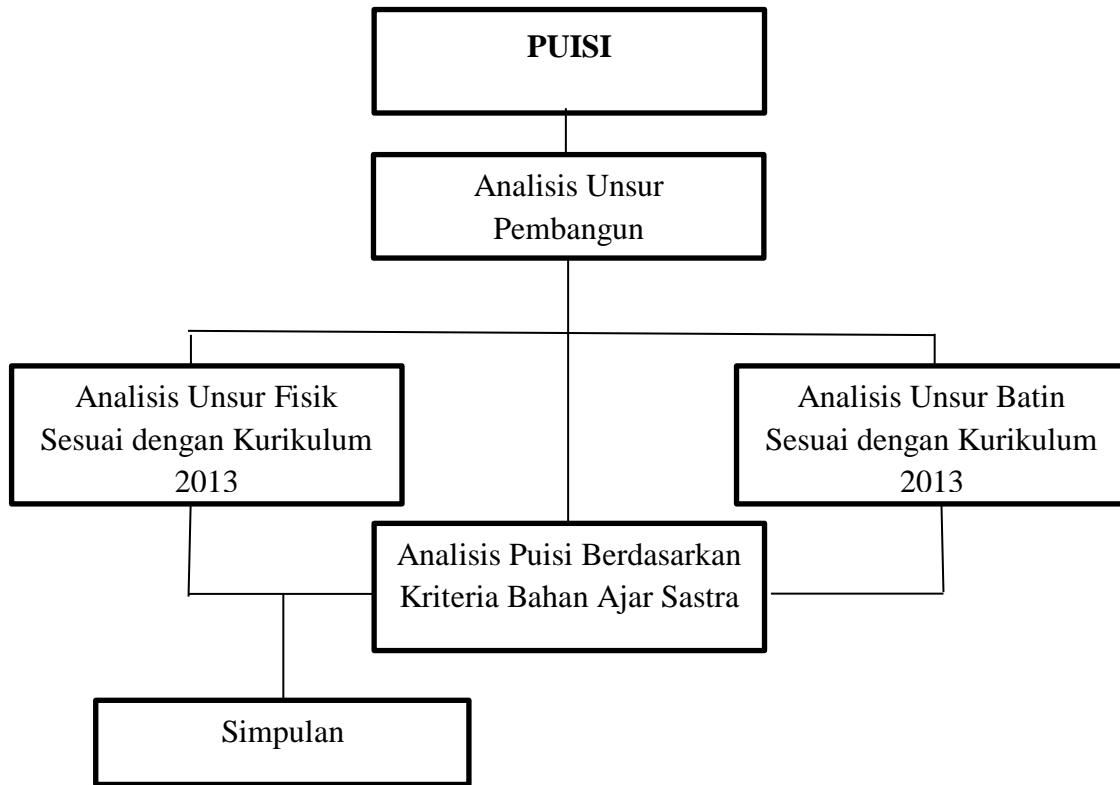 PUISI
Analisis Unsur
Pembangun
Analisis Unsur Fisik
Sesuai dengan Kurikulum
2013
Analisis Unsur Batin
Sesuai dengan Kurikulum
2013
Analisis Puisi Berdasarkan
Kriteria Bahan Ajar Sastra
Simpulan